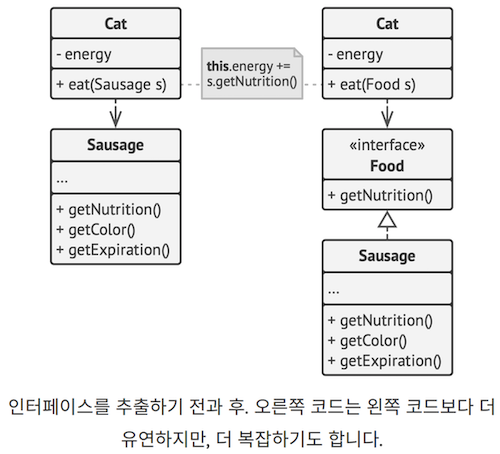 Cat
- energy
+ eat(Sausage s)
Sausage
...
+ getNutrition()
+ getColor()
+ getExpiration()
this.energy +=
s.getNutrition()
Cat
- energy
+ eat(Food s)
«interface»
Food
+ getNutrition()
Sausage
...
+ getNutrition()
+ getColor()
+ getExpiration()
인터페이스를 추출하기 전과 후. 오른쪽 코드는 왼쪽 코드보다 더
유연하지만, 더 복잡하기도 합니다.